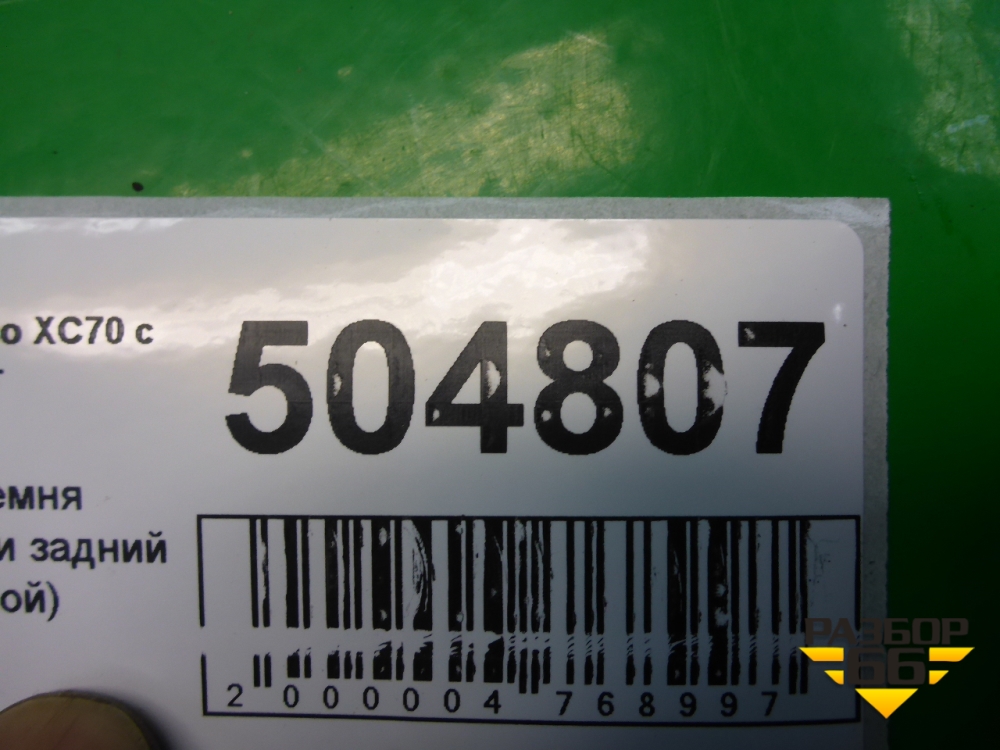 о XC70 с
504807
емня
и задний
ой)
2 000004 768997
РАЗБОР
66